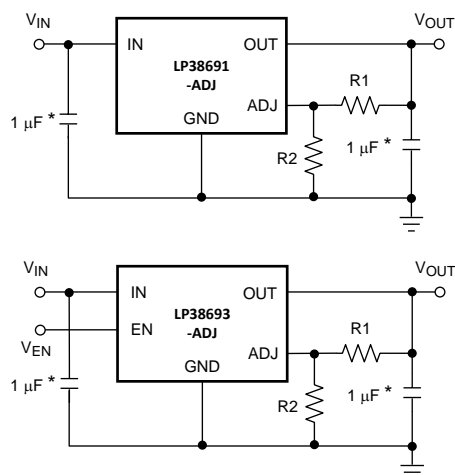 VIN VOUT
IN OUT
LP38691
-ADJ
R1
ADJ
1 μF *
GND
R2 1 μF *
VIN VOUT
IN OUT
LP38693
-ADJ
EN
R1
VEN
ADJ
1 μF *
GND
R2 1 μF *